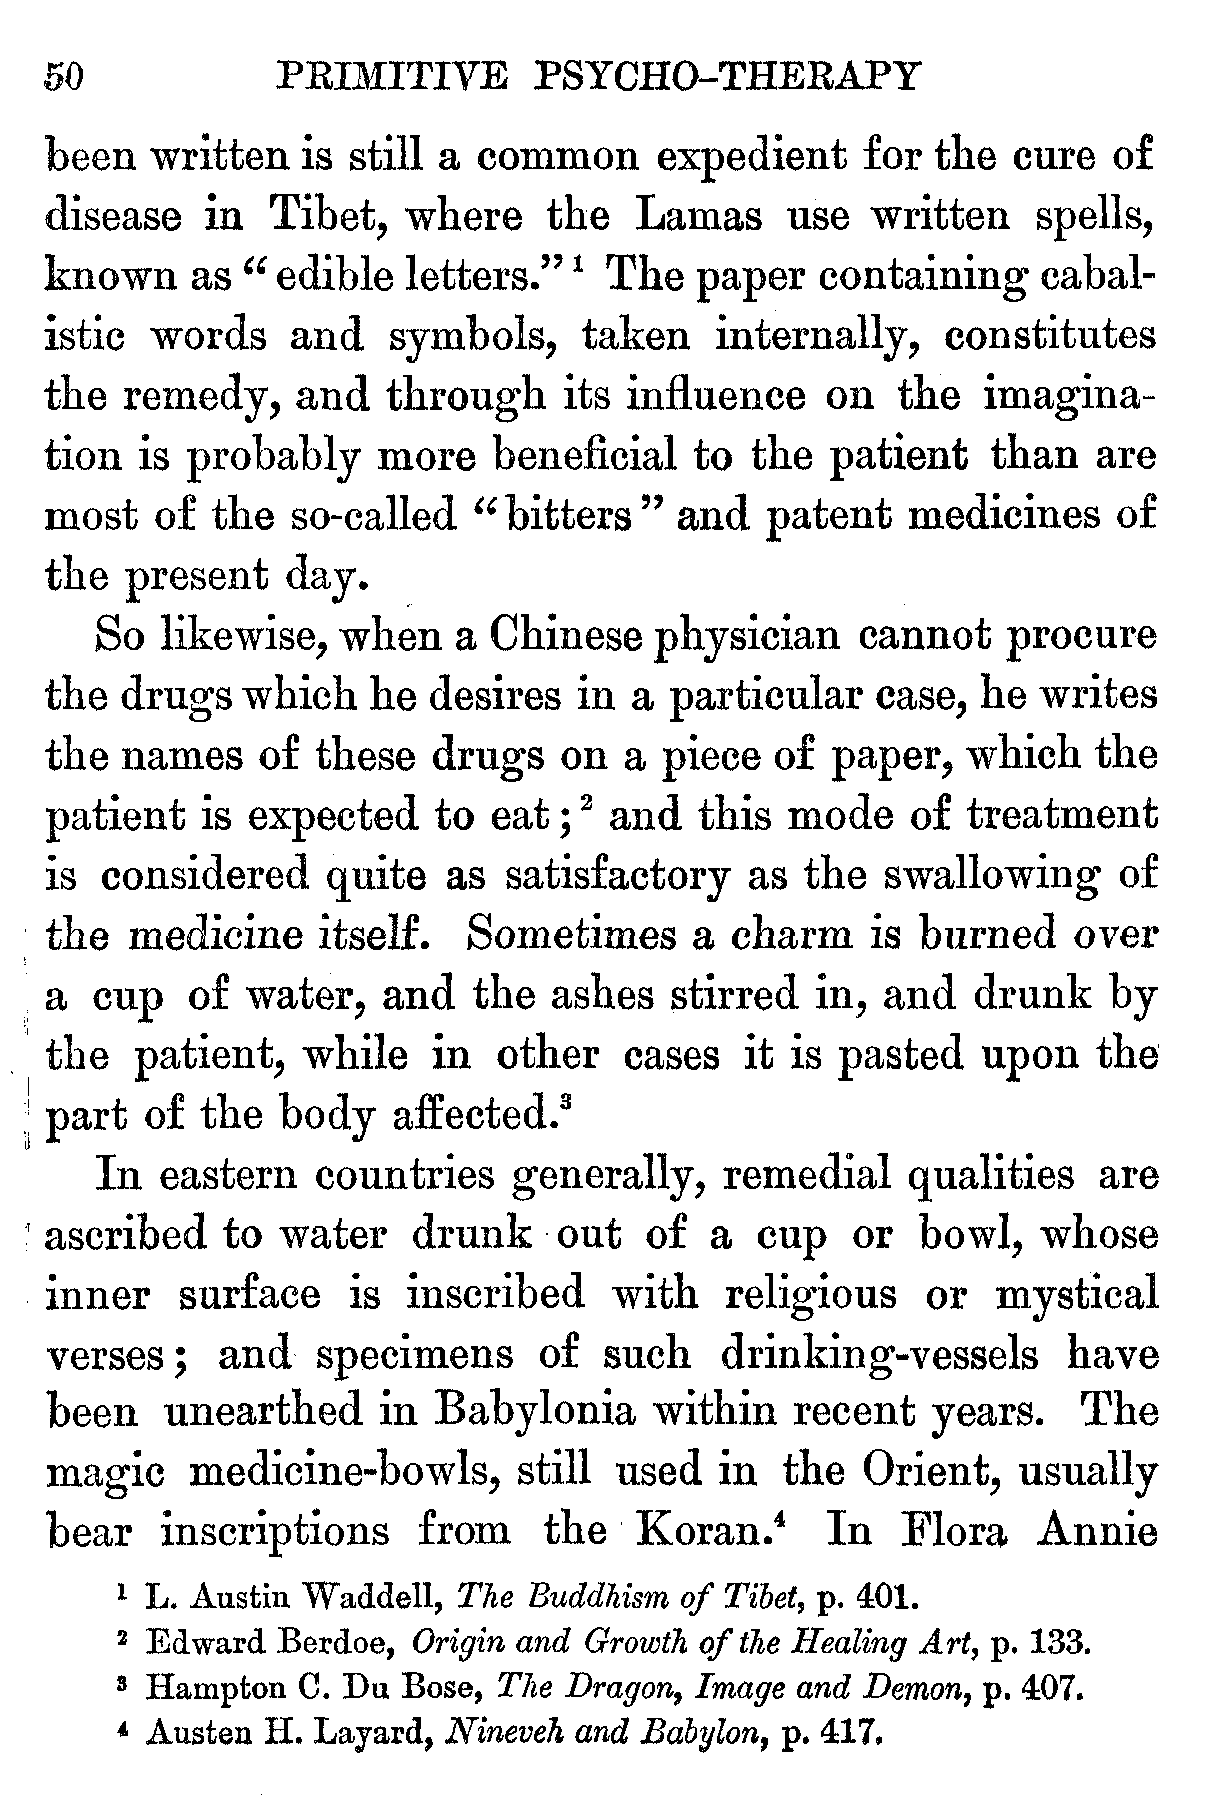 50 PRIMITIVE PSYCHO-THERAPY
been written is still a common expedient for the cure of
disease in Tibet, where the Lamas use written spells,
known as “ edible letters.” ¹ The paper containing cabal-
istic words and symbols, taken internally, constitutes
the remedy, and through its influence on the imagina-
tion is probably more beneficial to the patient than are
most of the so-called “ bitters ” and patent medicines of
the present day.
So likewise, when a Chinese physician cannot procure
the drugs which he desires in a particular case, he writes
the names of these drugs on a piece of paper, which the
patient is expected to eat ; ² and this mode of treatment
is considered quite as satisfactory as the swallowing of
the medicine itself. Sometimes a charm is burned over
a cup of water, and the ashes stirred in, and drunk by
the patient, while in other cases it is pasted upon the
part of the body affected.³
In eastern countries generally, remedial qualities are
ascribed to water drunk out of a cup or bowl, whose
inner surface is inscribed with religious or mystical
verses ; and specimens of such drinking-vessels have
been unearthed in Babylonia within recent years. The
magic medicine-bowls, still used in the Orient, usually
bear inscriptions from the Koran.⁴ In Flora Annie
¹ L. Austin Waddell, The Buddhism of Tibet, p. 401.
² Edward Berdoe, Origin and Growth of the Healing Art, p. 133.
³ Hampton C. Du Bose, The Dragon, Image and Demon, p. 407.
⁴ Austen H. Layard, Nineveh and Babylon, p. 417.